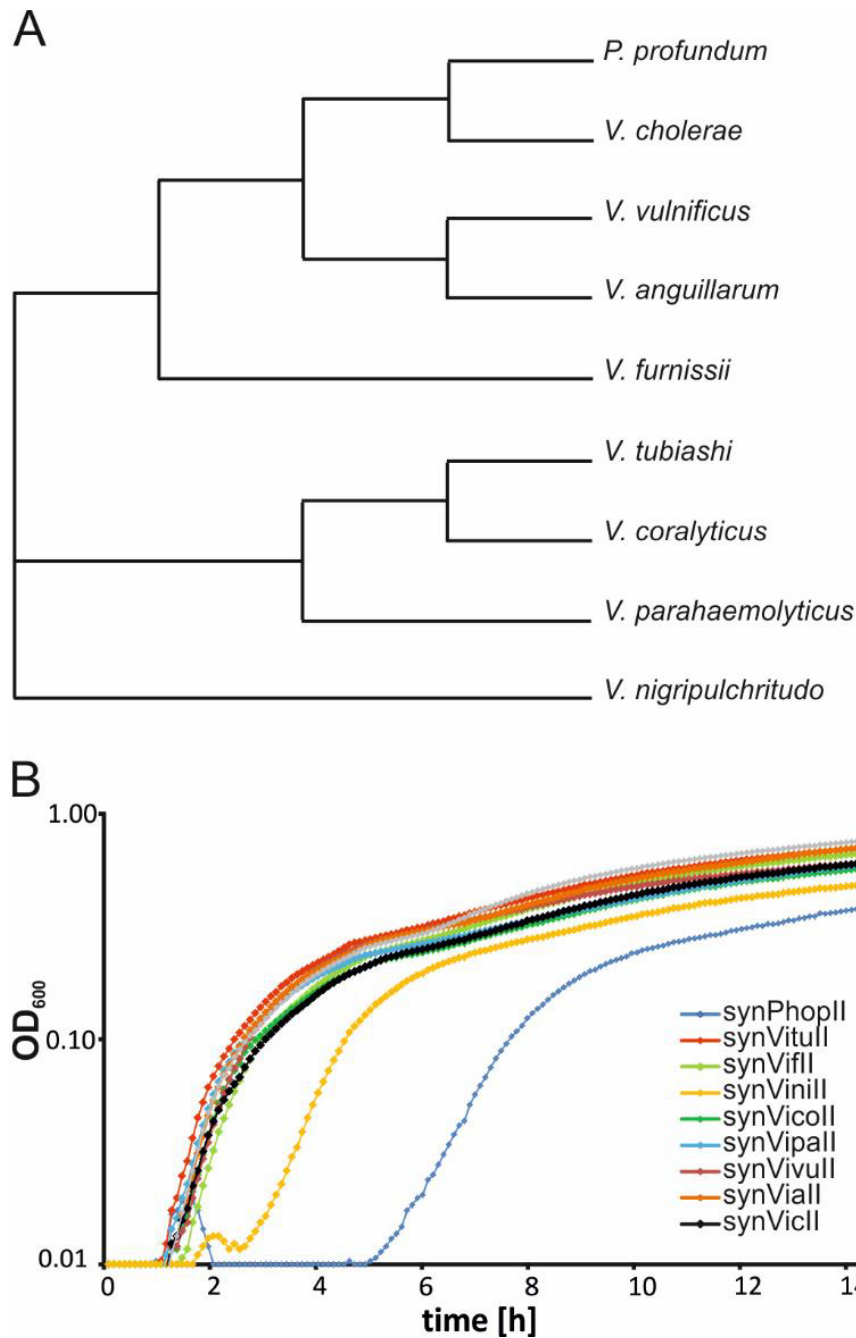 A
P. profundum
V. cholerae
V. vulnificus
V. anguillarum
V. furnissii
V. tubiashi
V. coralyticus
V. parahaemolyticus
V. nigripulchritudo
B
1.00
0.10
0.01
OD600
0 2 4 6 8 10 12 14
time [h]
synPhopII
synVituII
synVifII
synViniII
synVicoII
synVipaII
synVivuII
synViaII
synVicII